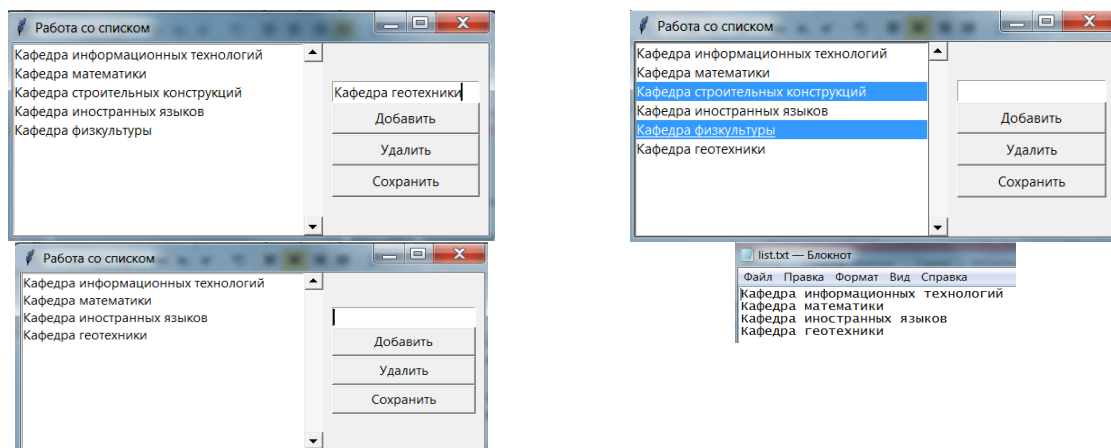 Работа со списком
Кафедра информационных технологий
Кафедра математики
Кафедра строительных конструкций
Кафедра иностранных языков
Кафедра физкультуры
Кафедра геотехники
Добавить
Удалить
Сохранить
Работа со списком
Кафедра информационных технологий
Кафедра математики
Кафедра строительных конструкций
Кафедра иностранных языков
Кафедра физкультуры
Кафедра геотехники
Добавить
Удалить
Сохранить
Работа со списком
Кафедра информационных технологий
Кафедра математики
Кафедра иностранных языков
Кафедра геотехники
Добавить
Удалить
Сохранить
list.txt — Блокнот
Файл Правка Формат Вид Справка
Кафедра информационных технологий
Кафедра математики
Кафедра иностранных языков
Кафедра геотехники